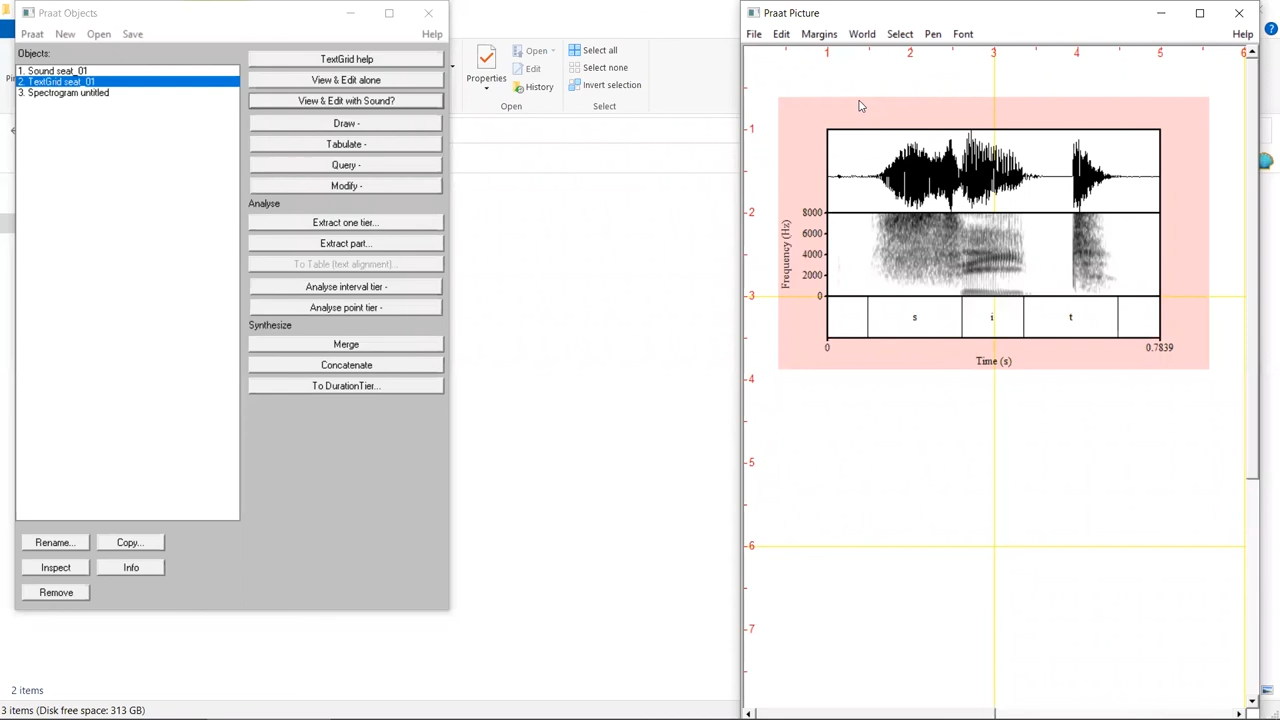 Praat Objects
Praat New Open Save Help
Objects:
1. Sound seat_01
2. TextGrid seat_01
3. Spectrogram untitled
TextGrid help
View & Edit alone
View & Edit with Sound?
Draw -
Tabulate -
Query -
Modify -
Analyse
Extract one tier...
Extract part...
To Table (text alignment)...
Analyse interval tier -
Analyse point tier -
Synthesize
Merge
Concatenate
To DurationTier...
Rename... Copy...
Inspect Info
Remove
Properties
Open
Edit
History
Open
Select all
Select none
Invert selection
Select
2 items
3 items (Disk free space: 313 GB)
Praat Picture
File Edit Margins World Select Pen Font Help
1 2 3 4 5 6
1
2
3
4
5
6
7
Frequency (Hz)
8000
6000
4000
2000
0
s i t
0 0.7839
Time (s)